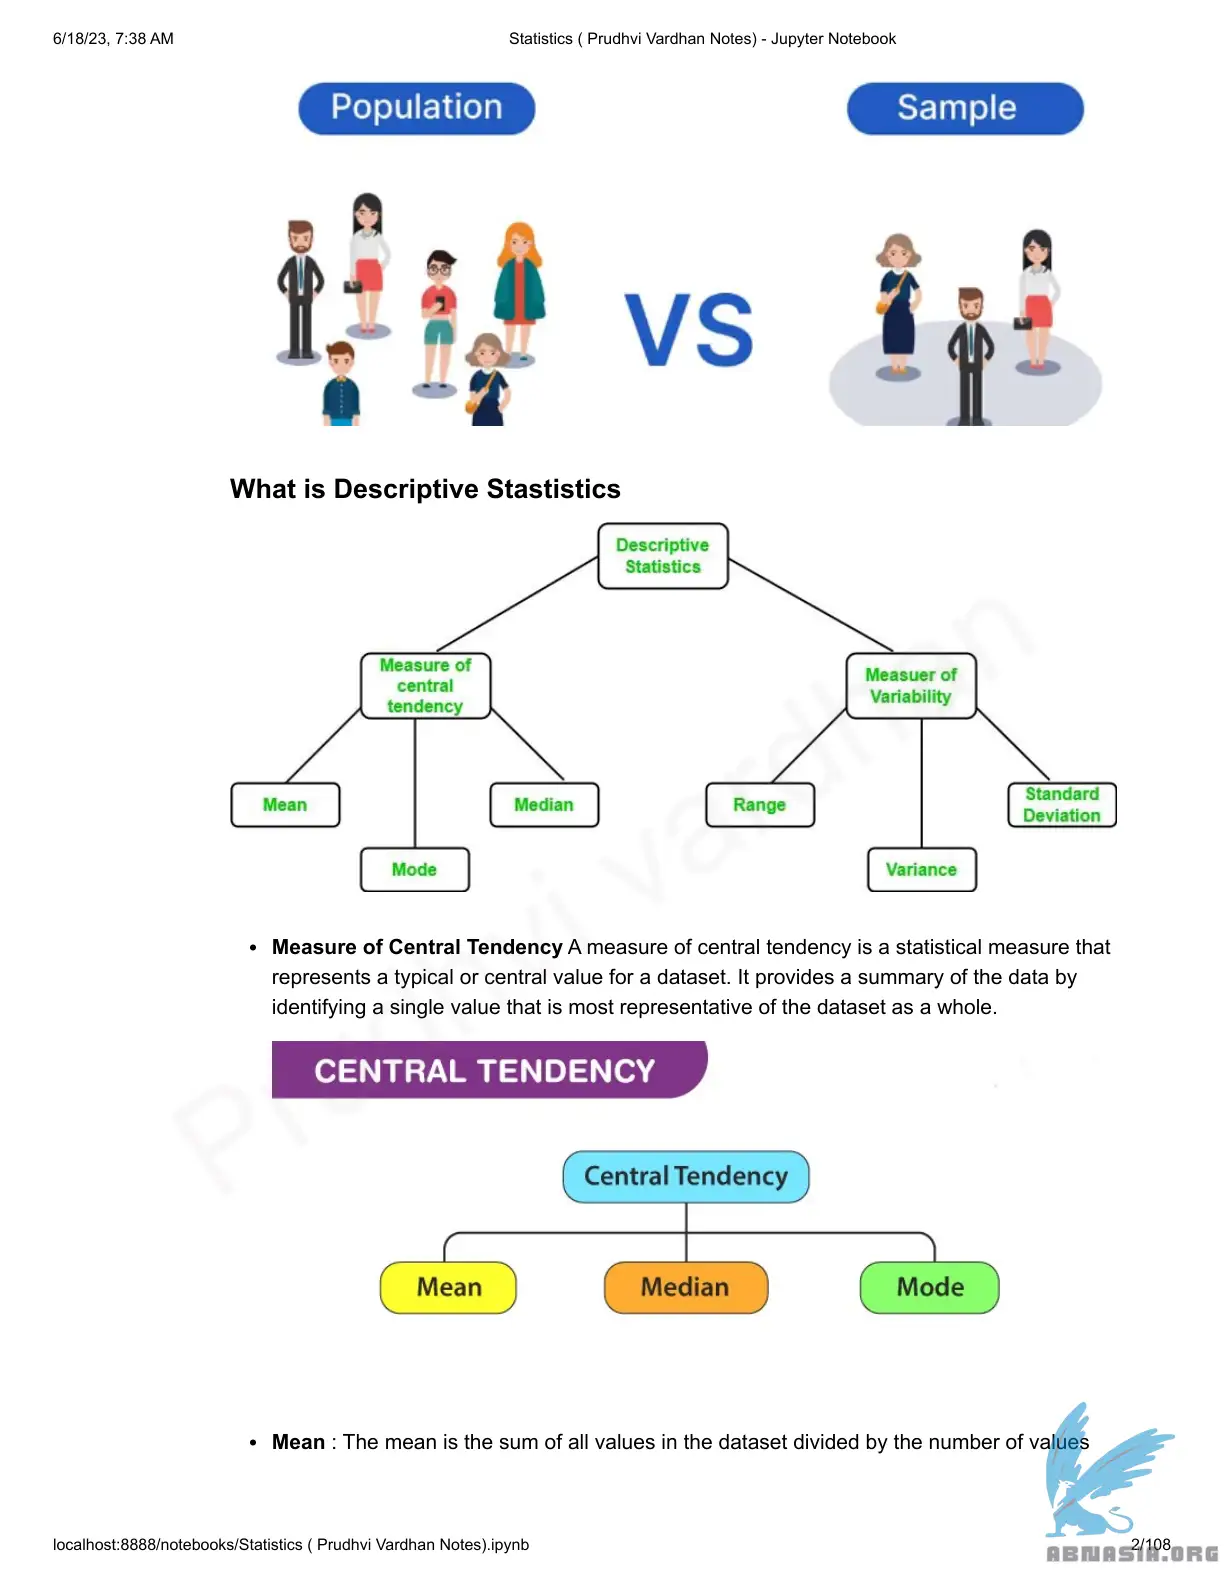 6/18/23, 7:38 AM
Statistics ( Prudhvi Vardhan Notes) - Jupyter Notebook
Population
Sample
VS
What is Descriptive Stastistics
Descriptive
Statistics
Measure of
central
tendency
Measuer of
Variability
Mean
Median
Range
Standard
Deviation
Mode
Variance
• Measure of Central Tendency A measure of central tendency is a statistical measure that
represents a typical or central value for a dataset. It provides a summary of the data by
identifying a single value that is most representative of the dataset as a whole.
CENTRAL TENDENCY
Central Tendency
Mean
Median
Mode
• Mean : The mean is the sum of all values in the dataset divided by the number of values
localhost:8888/notebooks/Statistics ( Prudhvi Vardhan Notes).ipynb
2/108
ABNASIA.ORG
Prudhvi Vardhan